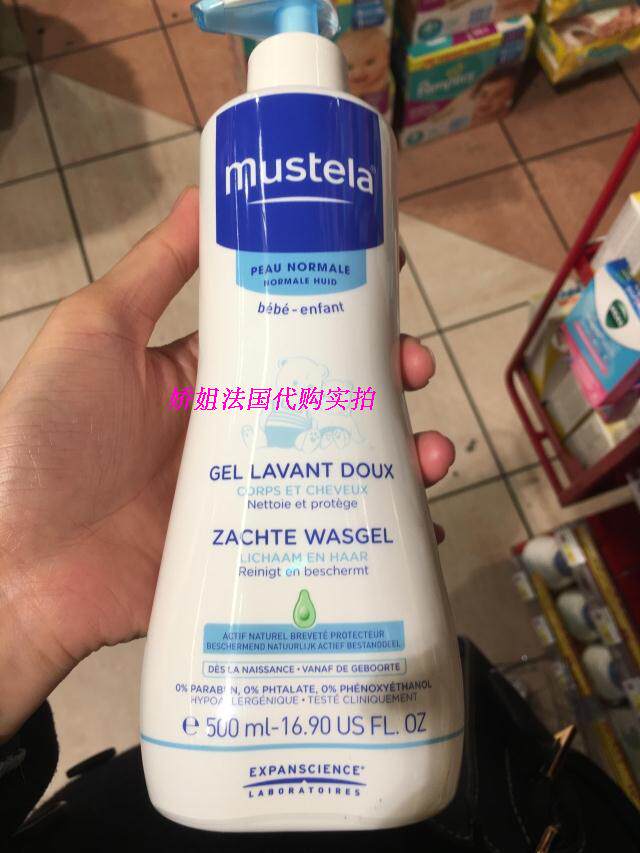 mustela
PEAU NORMALE
NORMALE HUID
bébé-enfant
娇姐法国代购实拍
GEL LAVANT DOUX
CORPS ET CHEVEUX
Nettoie et protège
ZACHTE WASGEL
LICHAAM EN HAAR
Reinigt en beschermt
ACTIF NATUREL BREVETÉ PROTECTEUR
BESCHERMEND NATUURLIJK ACTIEF BESTANDDEEL
DÈS LA NAISSANCE • VANAF DE GEBOORTE
0% PARABEN, 0% PHTALATE, 0% PHÉNOXYÉTHANOL
HYPOALLERGÉNIQUE • TESTÉ CLINIQUEMENT
℮ 500 ml-16.90 US FL. OZ
EXPANSCIENCE®
LABORATOIRES
Pampers